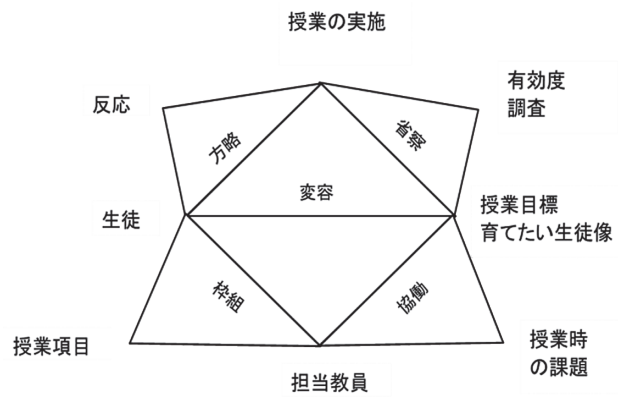 授業の実施
反応
有効度
調査
方略
省察
変容
生徒
授業目標
育てたい生徒像
枠組
協働
授業項目
授業時
の課題
担当教員